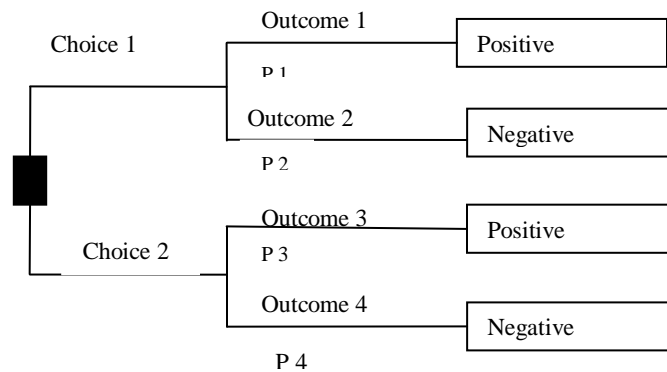 Outcome 1
Positive
Choice 1
P 1
Outcome 2
Negative
P 2
Outcome 3
Positive
Choice 2
P 3
Outcome 4
Negative
P 4